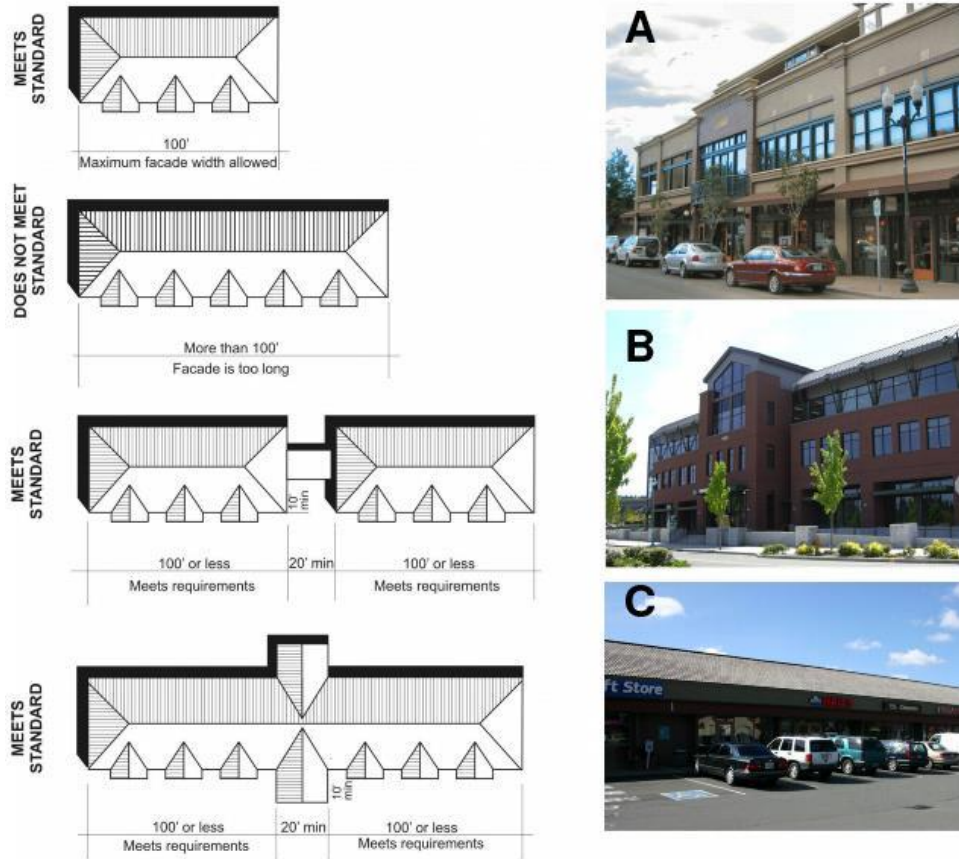 MEETS
STANDARD
100'
Maximum facade width allowed
DOES NOT MEET
STANDARD
More than 100'
Facade is too long
MEETS
STANDARD
10'
min
100' or less
20' min
100' or less
Meets requirements
Meets requirements
MEETS
STANDARD
10'
min
100' or less
20' min
100' or less
Meets requirements
Meets requirements
A
B
C
ft Store